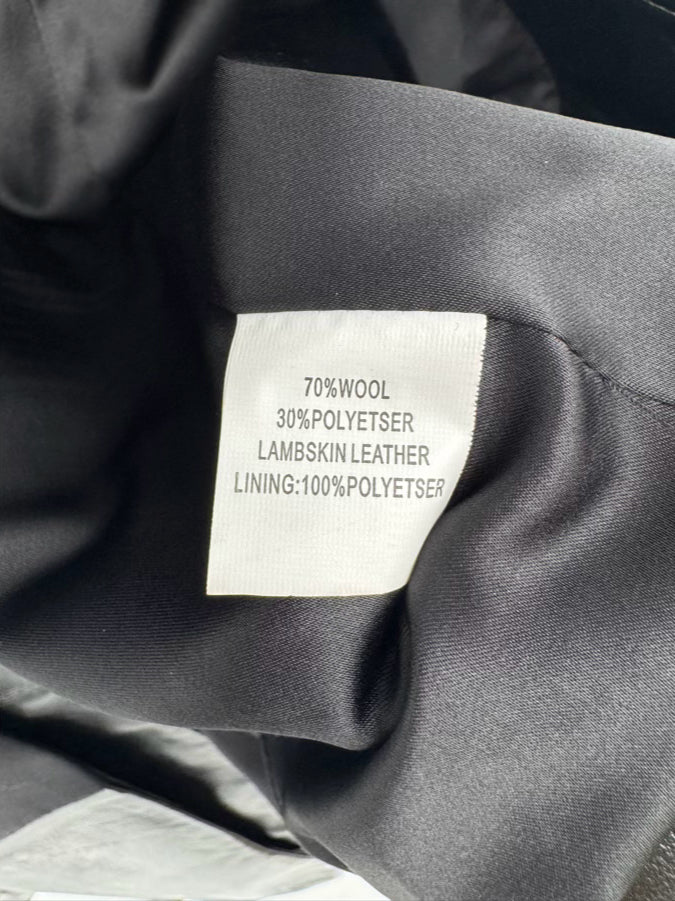 70%WOOL
30%POLYETSER
LAMBSKIN LEATHER
LINING:100%POLYETSER